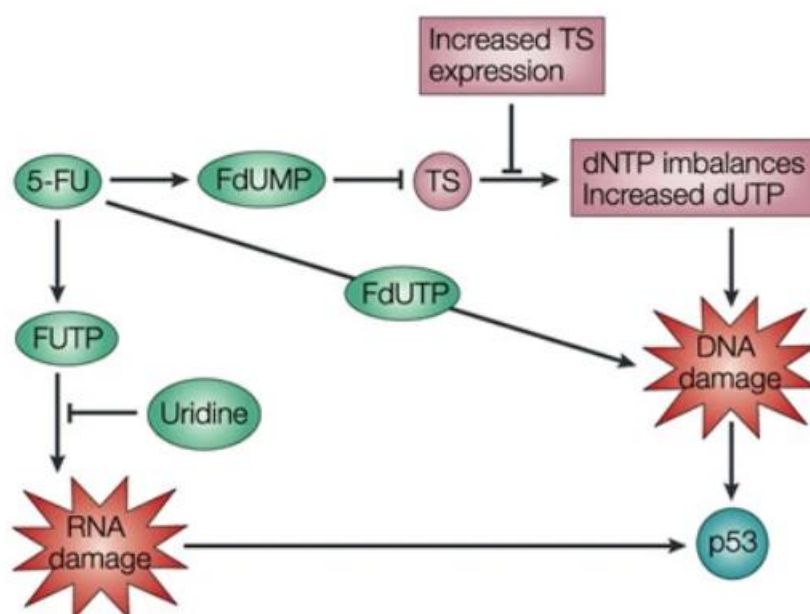 Increased TS
expression
5-FU
FdUMP
TS
dNTP imbalances
Increased dUTP
FdUTP
FUTP
DNA
damage
Uridine
RNA
damage
p53